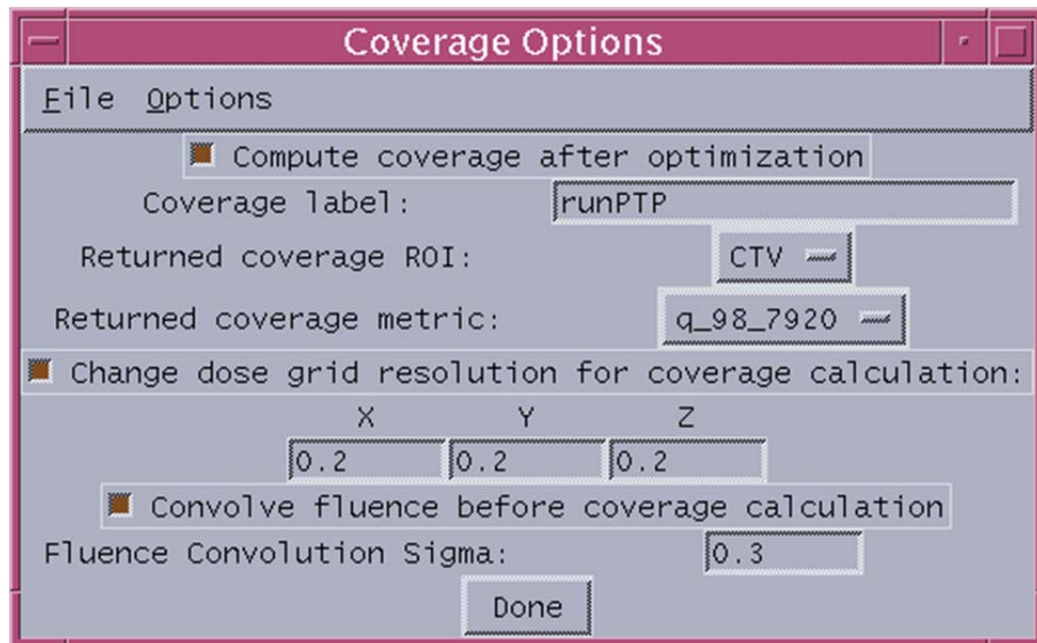 Coverage Options
File Options
Compute coverage after optimization
Coverage label: runPTP
Returned coverage ROI: CTV
Returned coverage metric: q_98_7920
Change dose grid resolution for coverage calculation:
X Y Z
0.2 0.2 0.2
Convolve fluence before coverage calculation
Fluence Convolution Sigma: 0.3
Done